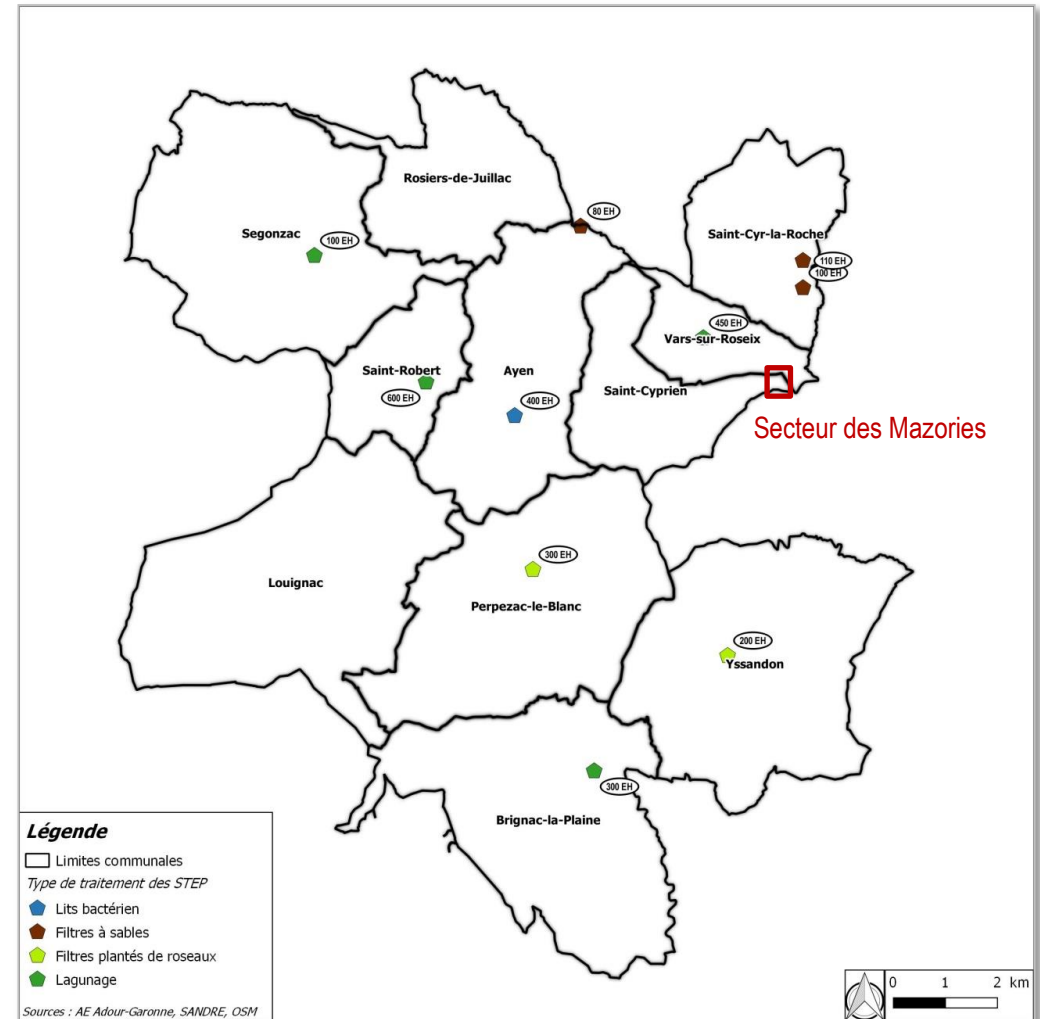 Rosiers-de-Juillac
80 EH
Segonzac
100 EH
Saint-Cyr-la-Rocher
110 EH
100 EH
450 EH
Vars-sur-Roseix
Saint-Robert
600 EH
Ayen
400 EH
Saint-Cyprien
Secteur des Mazories
300 EH
Louignac
Perpezac-le-Blanc
200 EH
Yssandon
300 EH
Brignac-la-Plaine
Légende
Limites communales
Type de traitement des STEP
Lits bactérien
Filtres à sables
Filtres plantés de roseaux
Lagunage
Sources : AE Adour-Garonne, SANDRE, OSM
0 1 2 km